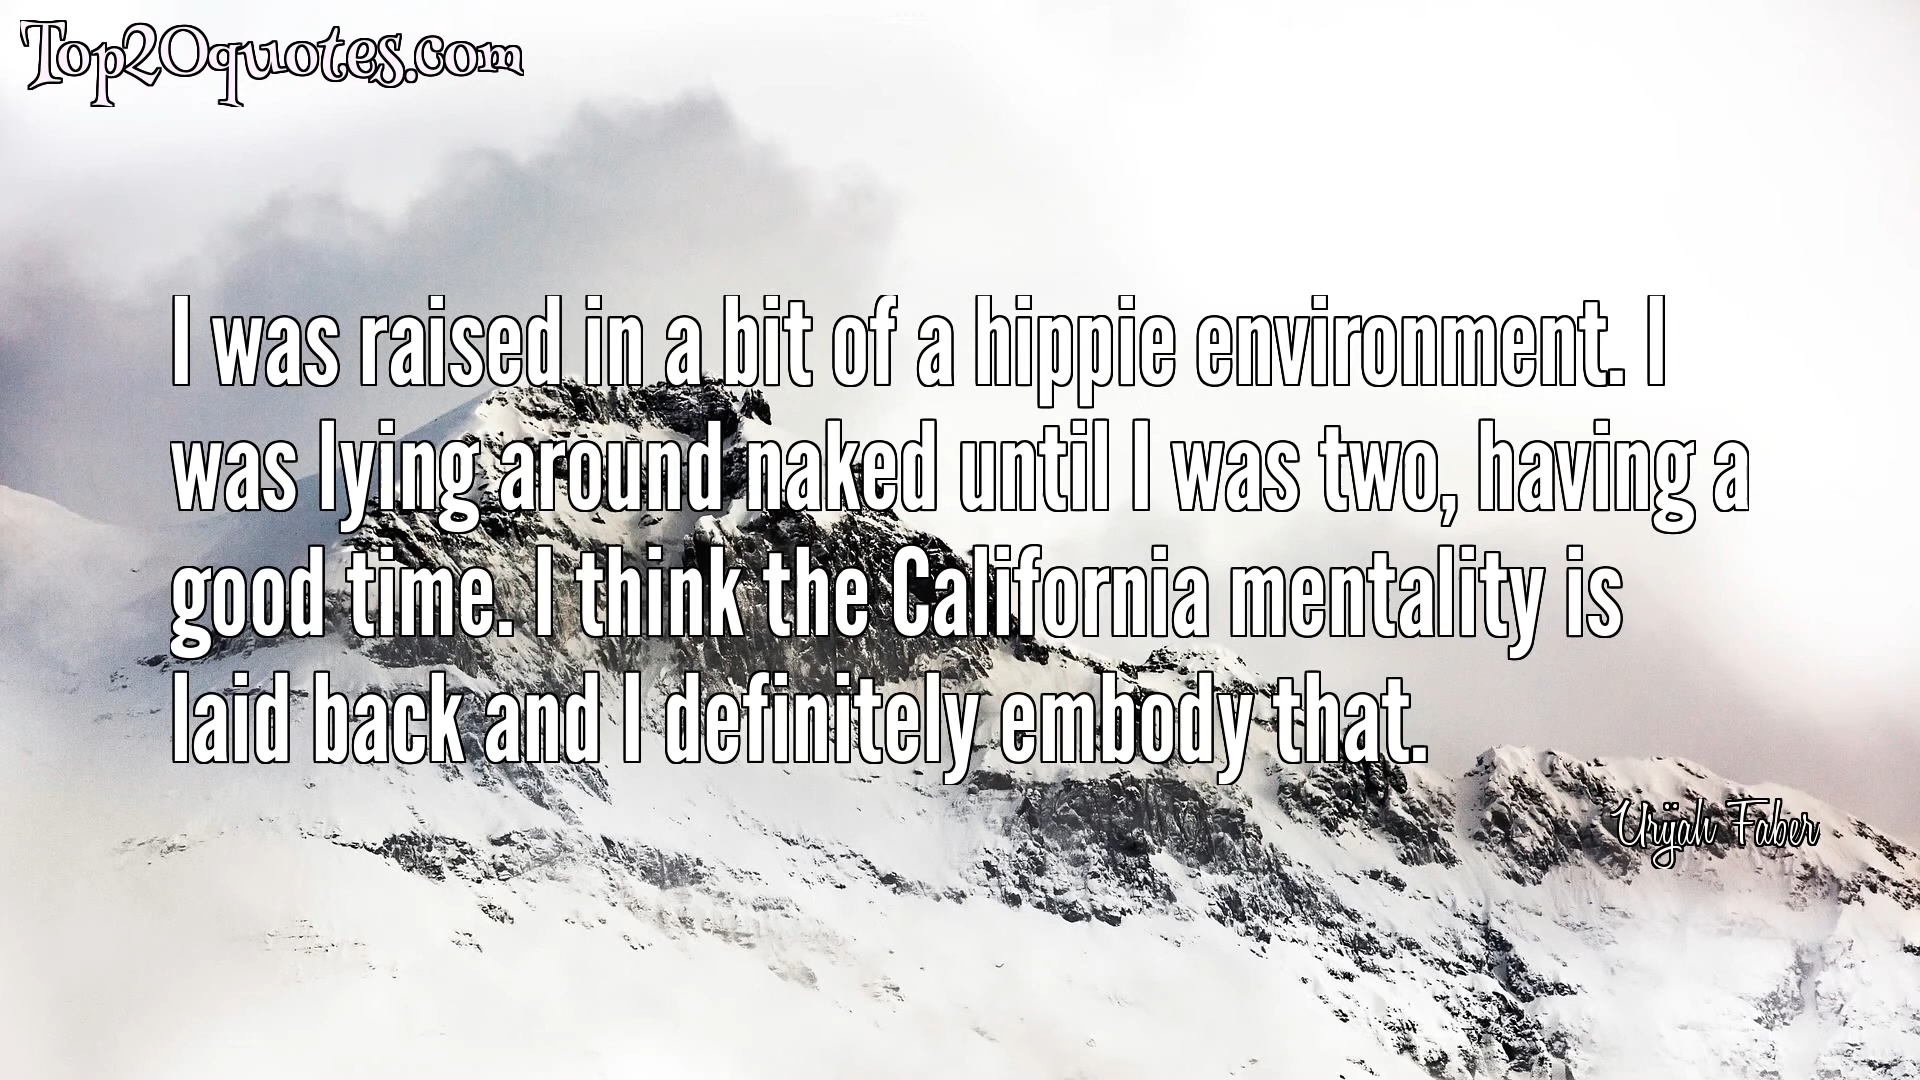 Top20quotes.com
I was raised in a bit of a hippie environment. I
was lying around naked until I was two, having a
good time. I think the California mentality is
laid back and I definitely embody that.
Urijah Faber